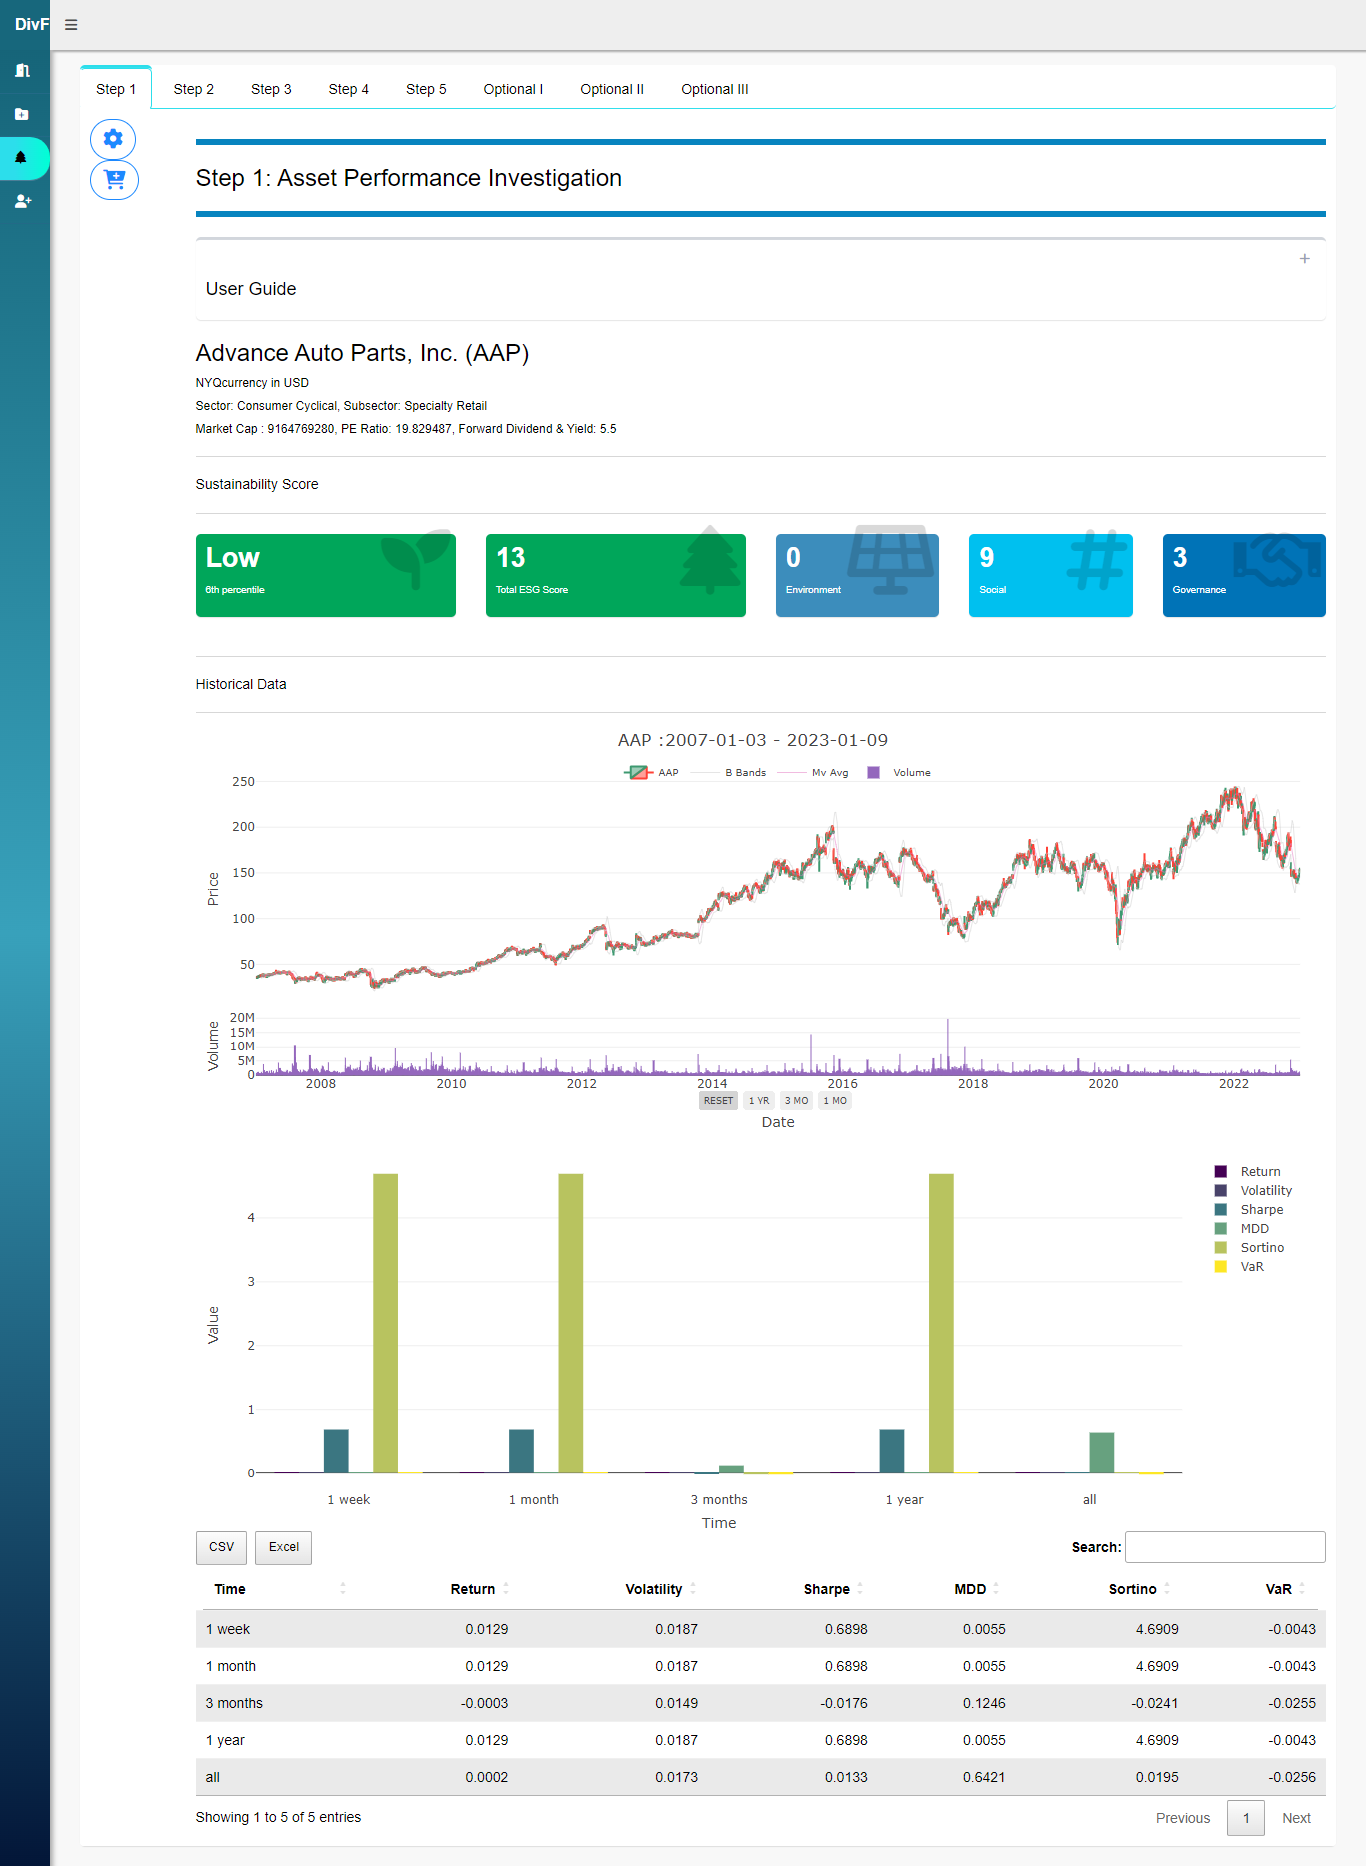 DivF
Step 1
Step 2
Step 3
Step 4
Step 5
Optional I
Optional II
Optional III
Step 1: Asset Performance Investigation
User Guide
Advance Auto Parts, Inc. (AAP)
NYQcurrency in USD
Sector: Consumer Cyclical, Subsector: Specialty Retail
Market Cap : 9164769280, PE Ratio: 19.829487, Forward Dividend & Yield: 5.5
Sustainability Score
Low
6th percentile
13
Total ESG Score
0
Environment
9
Social
3
Governance
Historical Data
AAP :2007-01-03 - 2023-01-09
AAP B Bands Mv Avg Volume
250
200
150
100
50
Price
20M
15M
10M
5M
0
Volume
2008 2010 2012 2014 2016 2018 2020 2022
RESET 1 YR 3 MO 1 MO
Date
Return
Volatility
Sharpe
MDD
Sortino
VaR
4
3
2
1
0
Value
1 week 1 month 3 months 1 year all
Time
CSV Excel Search:
Time Return Volatility Sharpe MDD Sortino VaR
1 week 0.0129 0.0187 0.6898 0.0055 4.6909 -0.0043
1 month 0.0129 0.0187 0.6898 0.0055 4.6909 -0.0043
3 months -0.0003 0.0149 -0.0176 0.1246 -0.0241 -0.0255
1 year 0.0129 0.0187 0.6898 0.0055 4.6909 -0.0043
all 0.0002 0.0173 0.0133 0.6421 0.0195 -0.0256
Showing 1 to 5 of 5 entries
Previous 1 Next